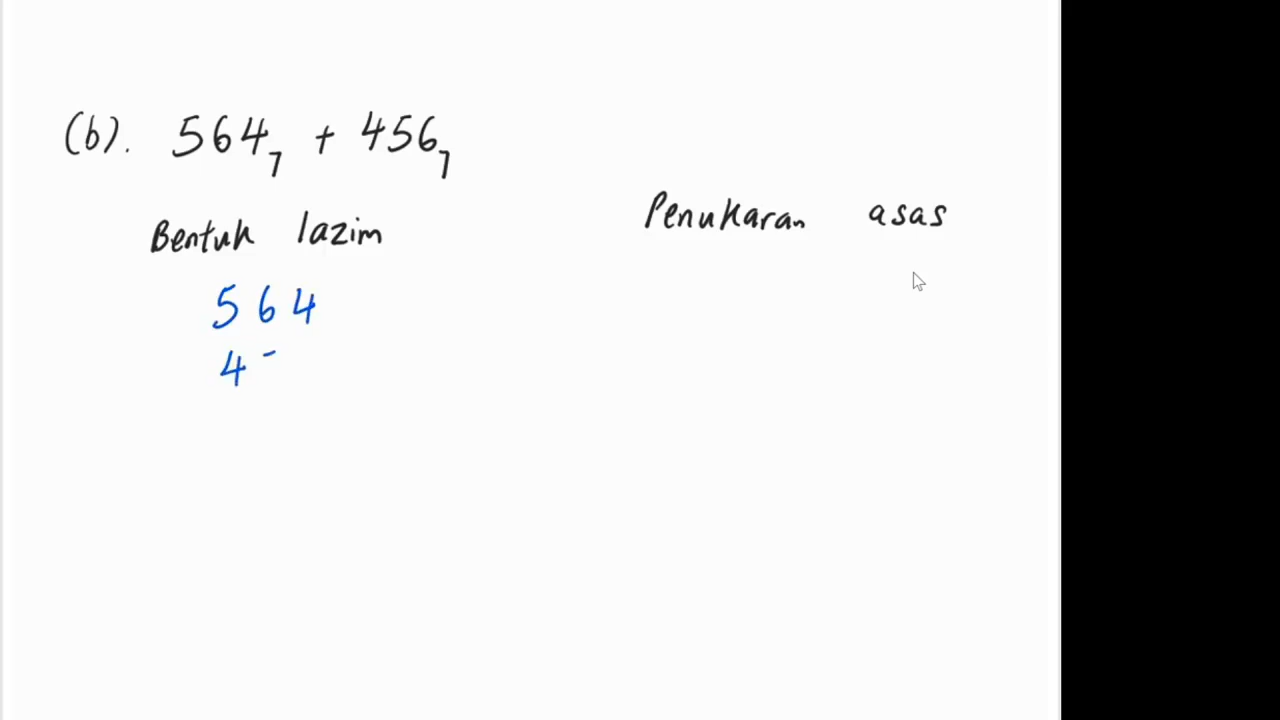 (b). 564₇ + 456₇
Bentuk lazim
Penukaran asas
5 6 4
4